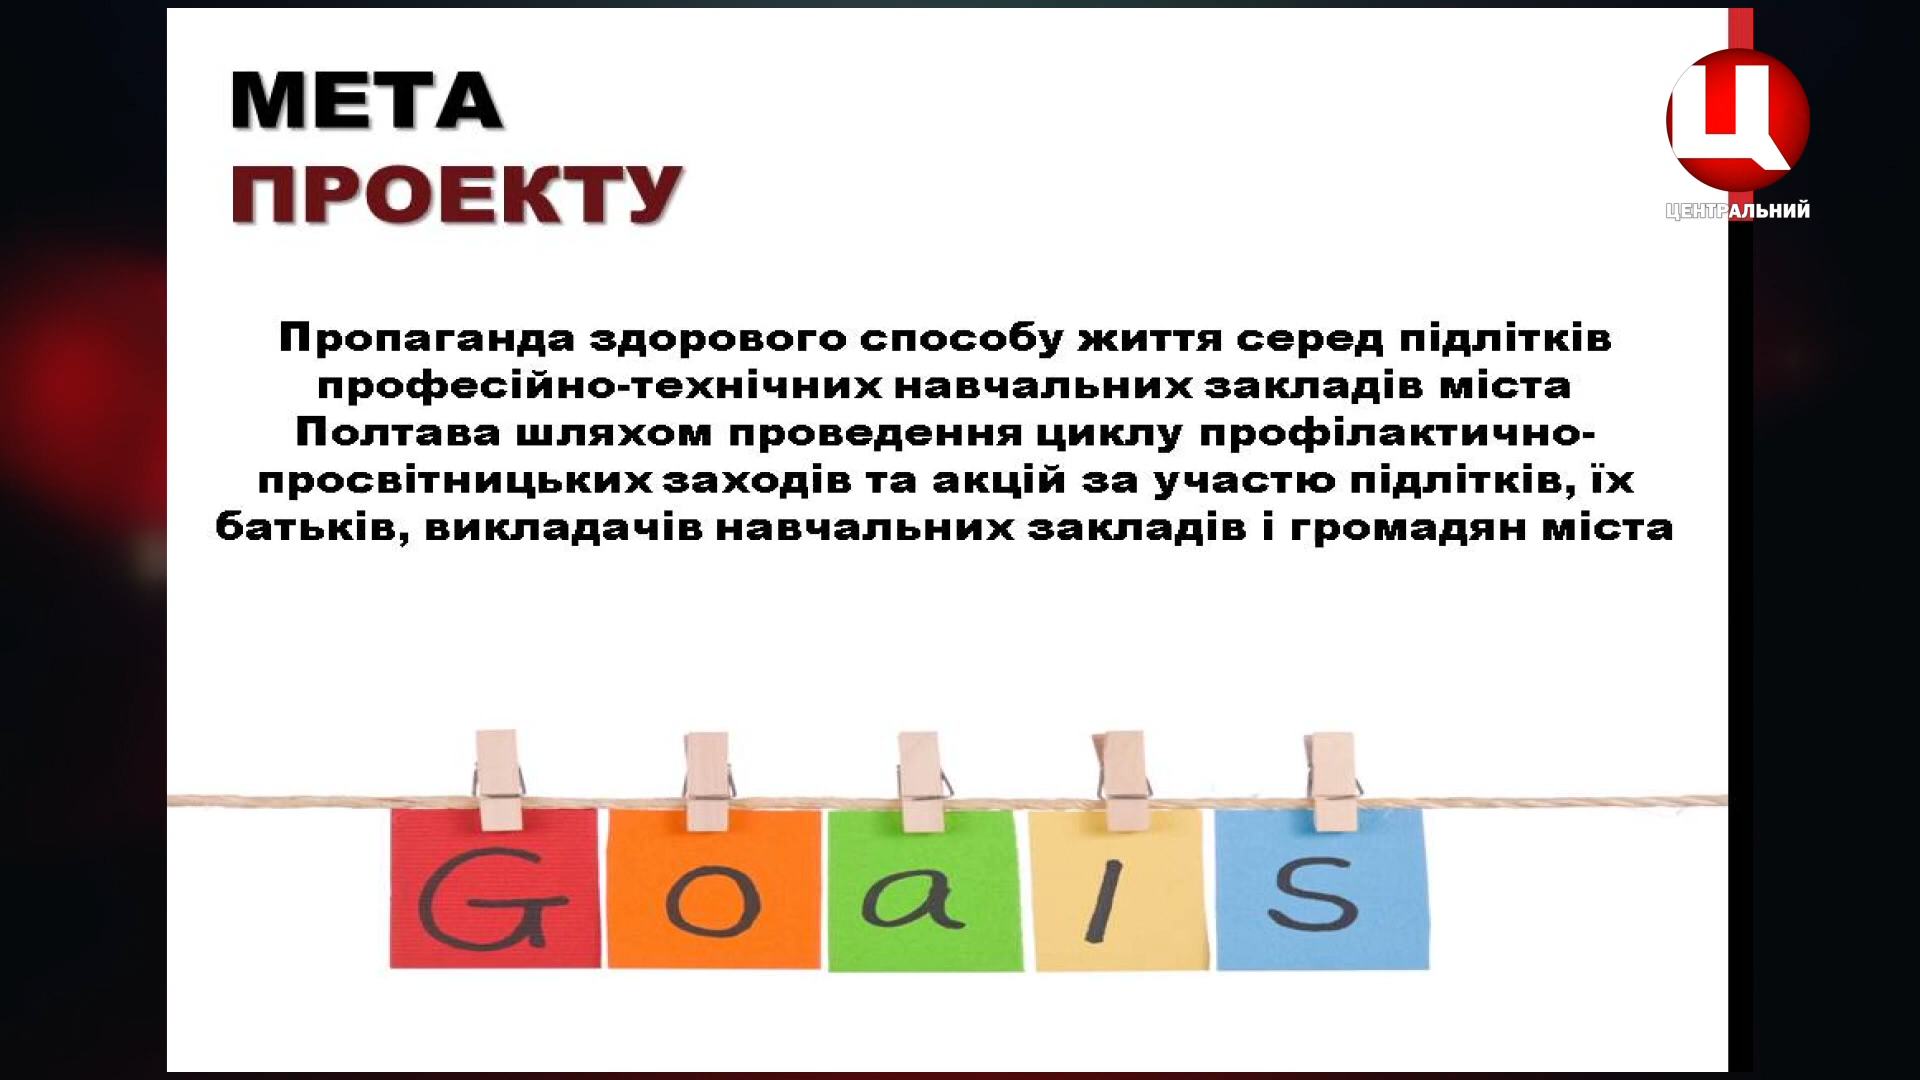 МЕТА
ПРОЕКТУ
Ц
ЦЕНТРАЛЬНИЙ
Пропаганда здорового способу життя серед підлітків
професійно-технічних навчальних закладів міста
Полтава шляхом проведення циклу профілактично-
просвітницьких заходів та акцій за участю підлітків, їх
батьків, викладачів навчальних закладів і громадян міста
Goals